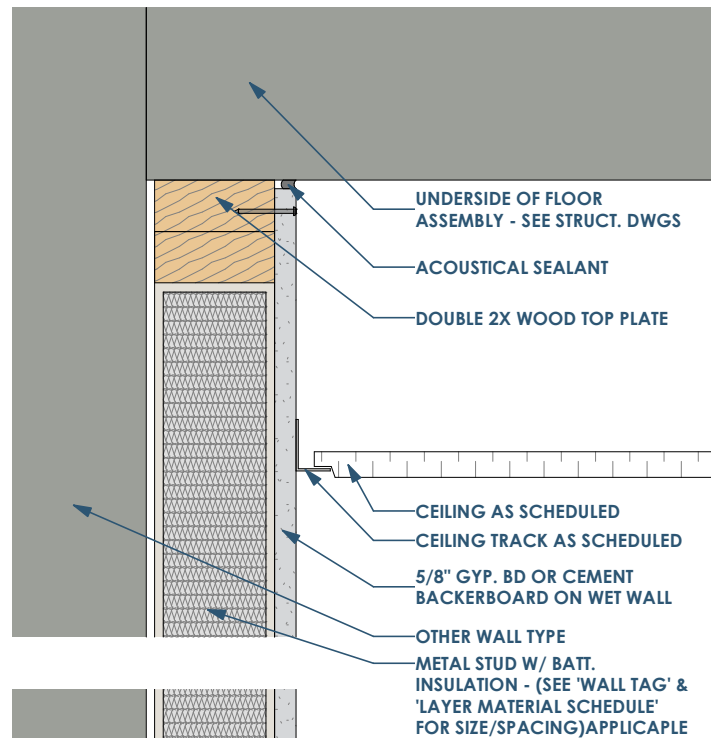 UNDERSIDE OF FLOOR
ASSEMBLY - SEE STRUCT. DWGS
ACOUSTICAL SEALANT
DOUBLE 2X WOOD TOP PLATE
CEILING AS SCHEDULED
CEILING TRACK AS SCHEDULED
5/8" GYP. BD OR CEMENT
BACKERBOARD ON WET WALL
OTHER WALL TYPE
METAL STUD W/ BATT.
INSULATION - (SEE 'WALL TAG' &
'LAYER MATERIAL SCHEDULE'
FOR SIZE/SPACING)APPLICAPLE